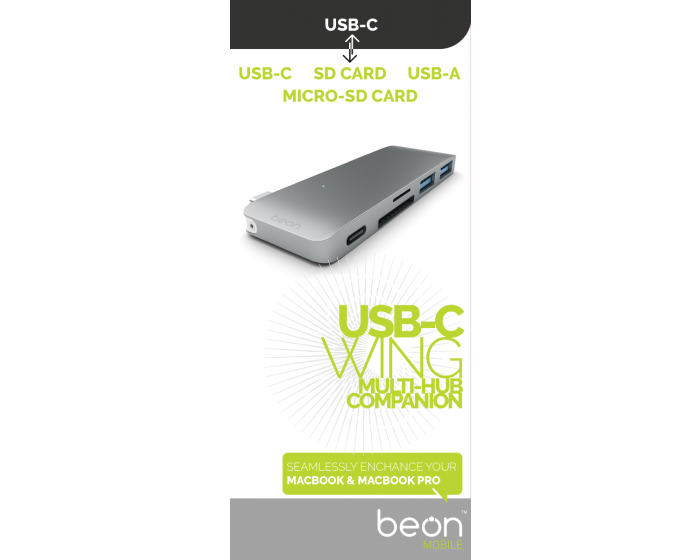 USB-C
USB-C SD CARD USB-A
MICRO-SD CARD
beon
USB-C
WING
MULTI-HUB
COMPANION
SEAMLESSLY ENCHANCE YOUR
MACBOOK & MACBOOK PRO
beon™
MOBILE